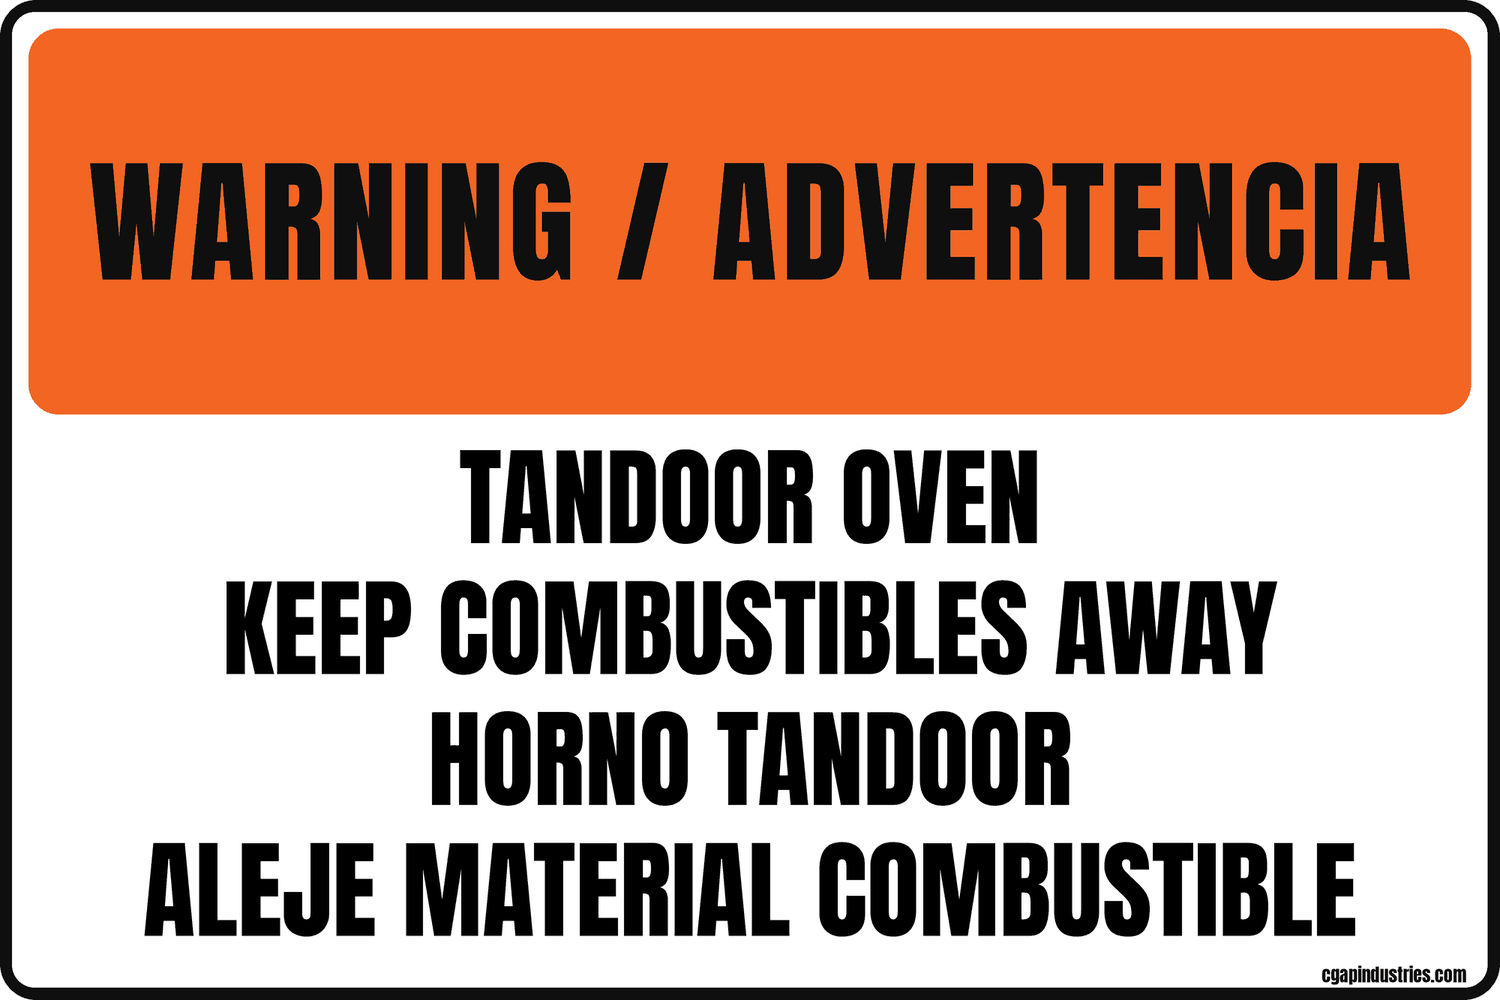 WARNING / ADVERTENCIA
TANDOOR OVEN
KEEP COMBUSTIBLES AWAY
HORNO TANDOOR
ALEJE MATERIAL COMBUSTIBLE
cgapindustries.com